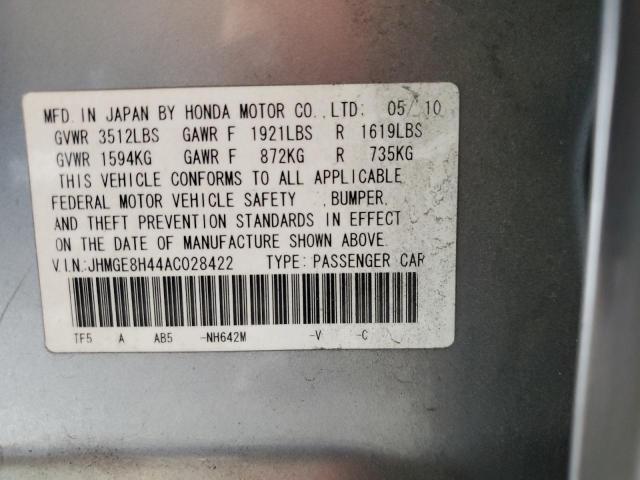 MFD. IN JAPAN BY HONDA MOTOR CO., LTD. 05/10
GVWR 3512LBS GAWR F 1921LBS R 1619LBS
GVWR 1594KG GAWR F 872KG R 735KG
THIS VEHICLE CONFORMS TO ALL APPLICABLE
FEDERAL MOTOR VEHICLE SAFETY ,BUMPER,
AND THEFT PREVENTION STANDARDS IN EFFECT
ON THE DATE OF MANUFACTURE SHOWN ABOVE.
V.I.N.:JHMGE8H44AC028422 TYPE: PASSENGER CAR
TF5 A AB5 -NH642M -V -C